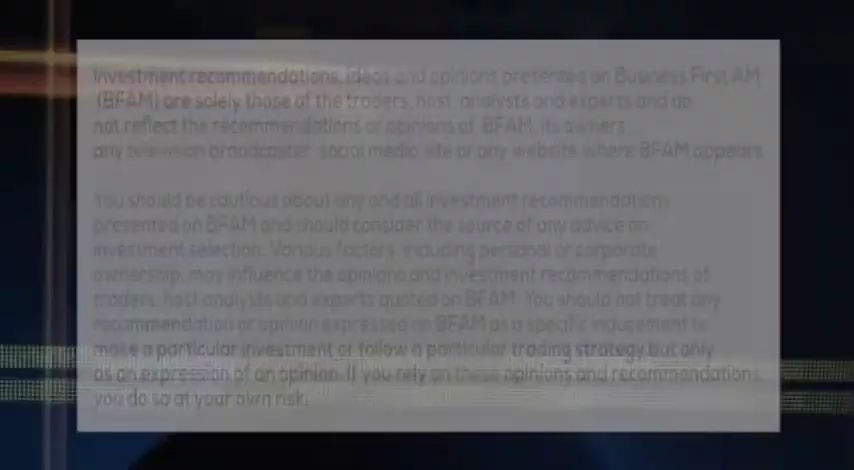 Investment recommendations, ideas and opinions presented on Business First AM
(BFAM) are solely those of the traders, host, analysts and experts and do
not reflect the recommendations or opinions of BFAM, its owners
any television broadcaster, social media site or any website where BFAM appears
You should be cautious about any and all investment recommendations
presented on BFAM and should consider the source of any advice on
investment selection. Various factors, including personal or corporate
ownership, may influence the opinions and investment recommendations of
traders, host analysts and experts quoted on BFAM. You should not treat any
recommendation or opinion expressed on BFAM as a specific inducement to
make a particular investment or follow a particular trading strategy, but only
as an expression of an opinion. If you rely on these opinions and recommendations,
you do so at your own risk.